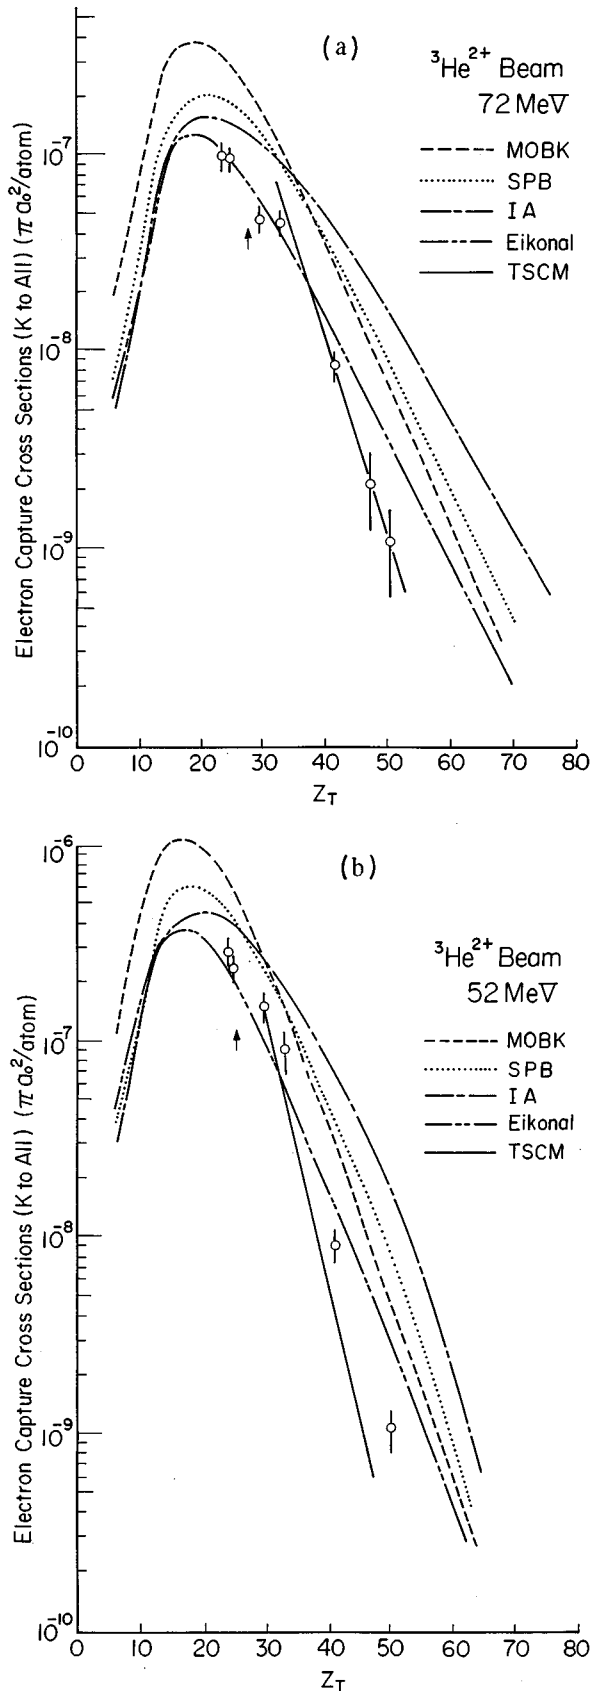 (a)
³He²⁺ Beam
72 MeV
MOBK
SPB
IA
Eikonal
TSCM
Electron Capture Cross Sections (K to All) (πa₀²/atom)
10⁻⁷
10⁻⁸
10⁻⁹
10⁻¹⁰
0 10 20 30 40 50 60 70 80
Z_T
(b)
³He²⁺ Beam
52 MeV
MOBK
SPB
IA
Eikonal
TSCM
Electron Capture Cross Sections (K to All) (πa₀²/atom)
10⁻⁶
10⁻⁷
10⁻⁸
10⁻⁹
10⁻¹⁰
0 10 20 30 40 50 60 70 80
Z_T